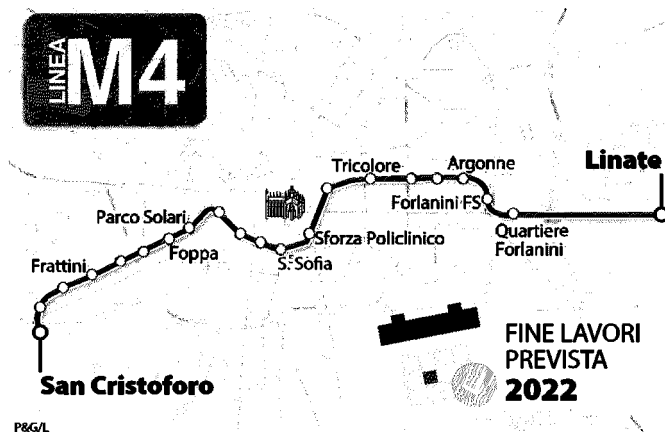 LINEA M4
Tricolore
Argonne
Linate
Parco Solari
Forlanini FS
Frattini
Foppa
Sforza Policlinico
S. Sofia
Quartiere
Forlanini
San Cristoforo
FINE LAVORI
PREVISTA
2022
P&G/L